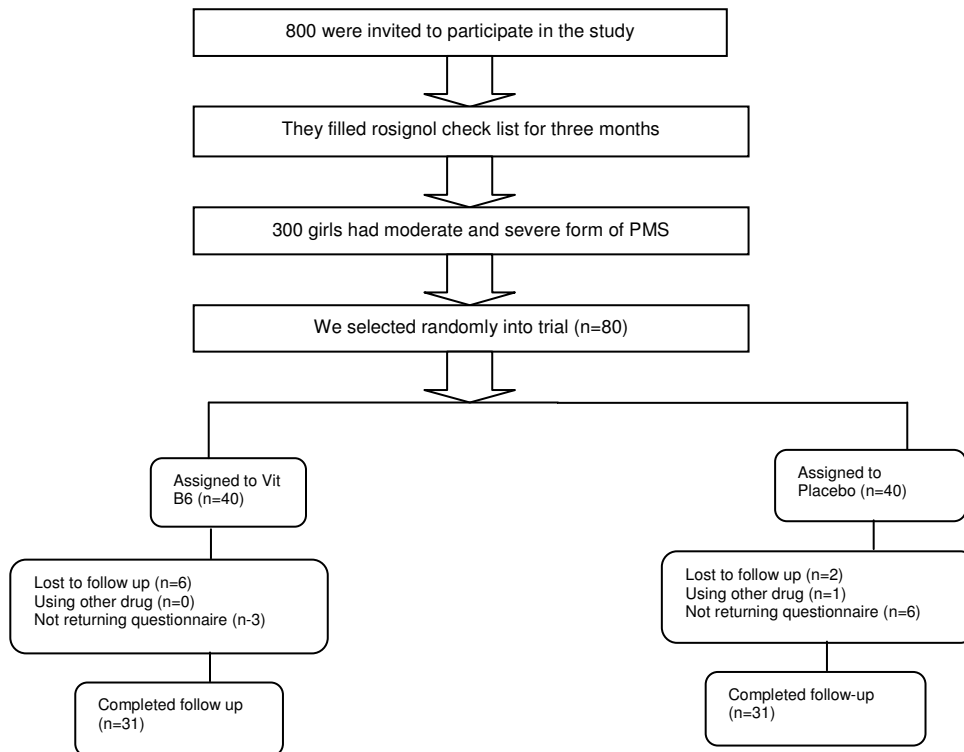 800 were invited to participate in the study
They filled rosignol check list for three months
300 girls had moderate and severe form of PMS
We selected randomly into trial (n=80)
Assigned to Vit
B6 (n=40)
Lost to follow up (n=6)
Using other drug (n=0)
Not returning questionnaire (n-3)
Completed follow up
(n=31)
Assigned to
Placebo (n=40)
Lost to follow up (n=2)
Using other drug (n=1)
Not returning questionnaire (n=6)
Completed follow-up
(n=31)